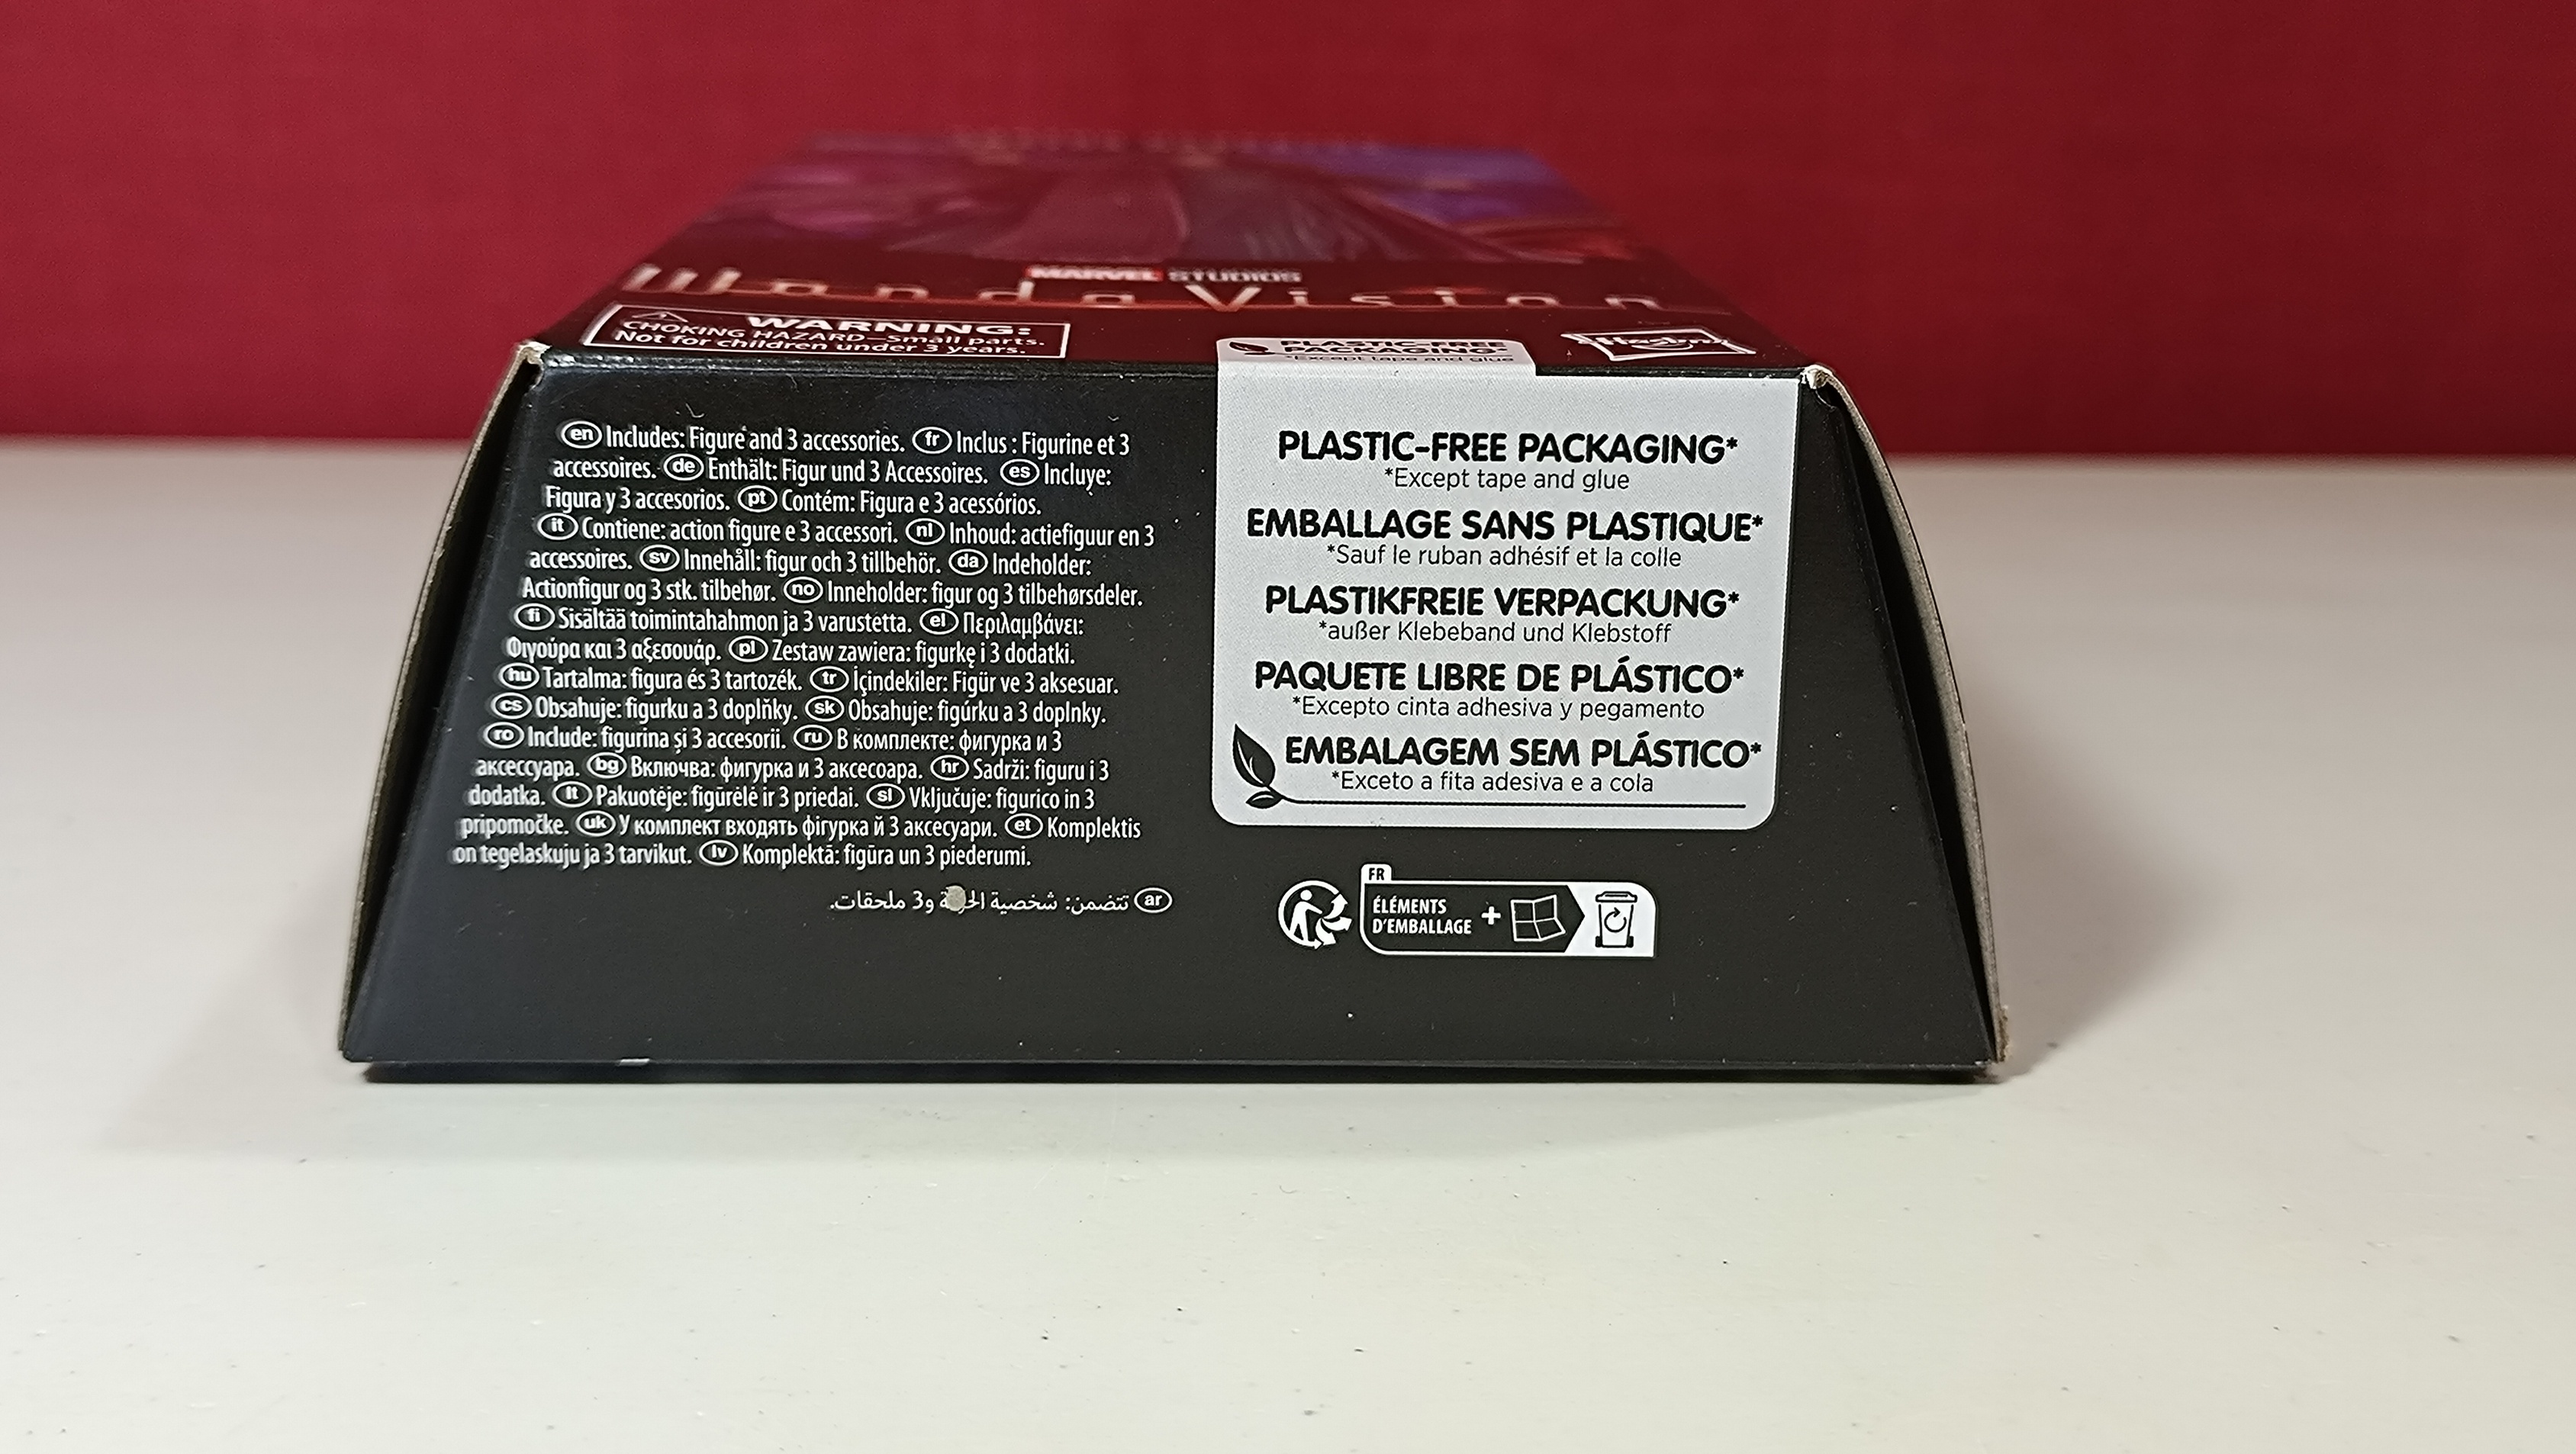 MARVEL STUDIOS
WandaVision
WARNING:
CHOKING HAZARD—Small parts.
Not for children under 3 years.
PLASTIC-FREE
PACKAGING*
*Except tape and glue
Hasbro
en Includes: Figure and 3 accessories. fr Inclus : Figurine et 3
accessoires. de Enthält: Figur und 3 Accessoires. es Incluye:
Figura y 3 accesorios. pt Contém: Figura e 3 acessórios.
it Contiene: action figure e 3 accessori. nl Inhoud: actiefiguur en 3
accessoires. sv Innehåll: figur och 3 tillbehör. da Indeholder:
Actionfigur og 3 stk. tilbehør. no Inneholder: figur og 3 tilbehørsdeler.
fi Sisältää toimintahahmon ja 3 varustetta. el Περιλαμβάνει:
Φιγούρα και 3 αξεσουάρ. pl Zestaw zawiera: figurkę i 3 dodatki.
hu Tartalma: figura és 3 tartozék. tr İçindekiler: Figür ve 3 aksesuar.
cs Obsahuje: figurku a 3 doplňky. sk Obsahuje: figúrku a 3 doplnky.
ro Include: figurina și 3 accesorii. ru В комплекте: фигурка и 3
аксессуара. bg Включва: фигурка и 3 аксесоара. hr Sadrži: figuru i 3
dodatka. lt Pakuotėje: figūrėlė ir 3 priedai. sl Vključuje: figurico in 3
pripomočke. uk У комплект входять фігурка й 3 аксесуари. et Komplektis
on tegelaskuju ja 3 tarvikut. lv Komplektā: figūra un 3 piederumi.
ar تتضمن: شخصية و3 ملحقات.
PLASTIC-FREE PACKAGING*
*Except tape and glue
EMBALLAGE SANS PLASTIQUE*
*Sauf le ruban adhésif et la colle
PLASTIKFREIE VERPACKUNG*
*außer Klebeband und Klebstoff
PAQUETE LIBRE DE PLÁSTICO*
*Excepto cinta adhesiva y pegamento
EMBALAGEM SEM PLÁSTICO*
*Exceto a fita adesiva e a cola
FR
ÉLÉMENTS
D'EMBALLAGE +